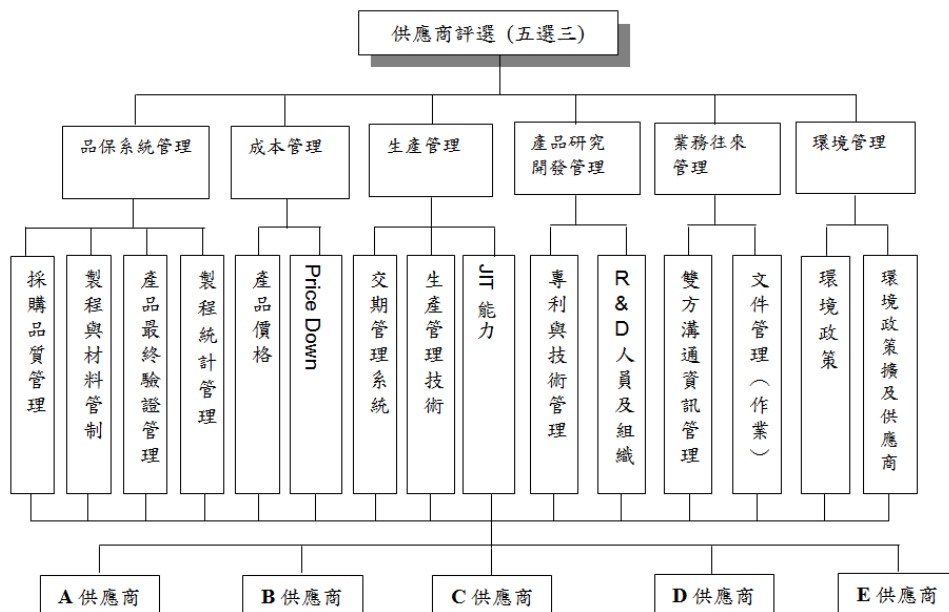 供應商評選 (五選三)
品保系統管理
成本管理
生產管理
產品研究
開發管理
業務往來
管理
環境管理
採購品質管理
製程與材料管制
產品最終驗證管理
製程統計管理
產品價格
Price Down
交期管理系統
生產管理技術
JIT 能力
專利與技術管理
R&D人員及組織
雙方溝通資訊管理
文件管理（作業）
環境政策
環境政策擴及供應商
A 供應商
B 供應商
C 供應商
D 供應商
E 供應商